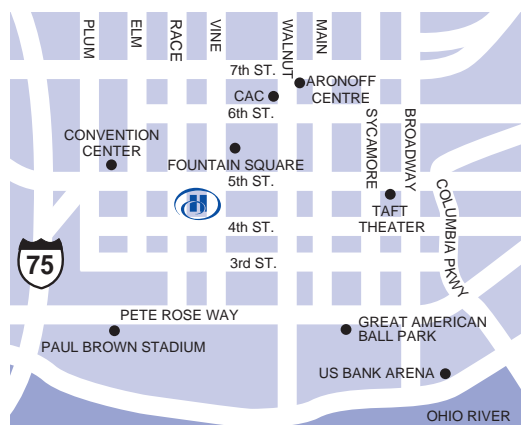 PLUM
ELM
RACE
VINE
WALNUT
MAIN
7TH ST.
ARONOFF
CENTRE
CAC
6TH ST.
CONVENTION
CENTER
SYCAMORE
BROADWAY
FOUNTAIN SQUARE
5TH ST.
COLUMBIA PKWY
H
TAFT
THEATER
4TH ST.
75
3rd ST.
PETE ROSE WAY
GREAT AMERICAN
BALL PARK
PAUL BROWN STADIUM
US BANK ARENA
OHIO RIVER